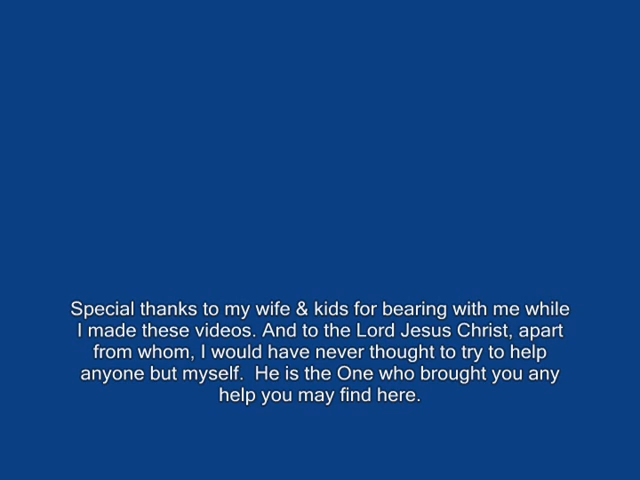 Special thanks to my wife & kids for bearing with me while
I made these videos. And to the Lord Jesus Christ, apart
from whom, I would have never thought to try to help
anyone but myself.  He is the One who brought you any
help you may find here.